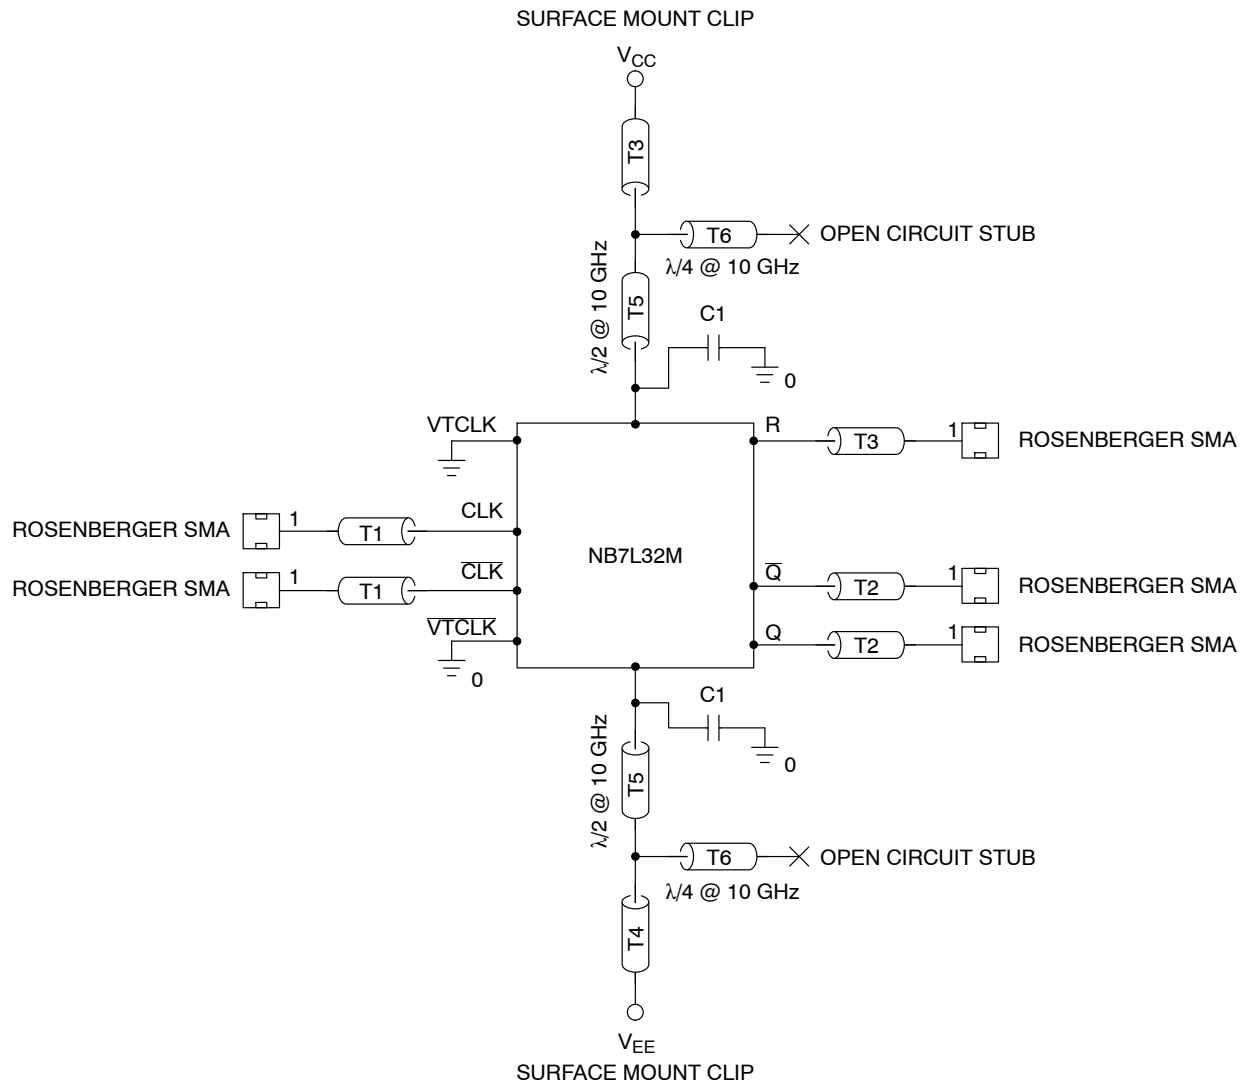 SURFACE MOUNT CLIP
VCC
T3
T6
OPEN CIRCUIT STUB
λ/4 @ 10 GHz
λ/2 @ 10 GHz
T5
C1
0
VTCLK
R
T3
1
ROSENBERGER SMA
ROSENBERGER SMA
1
T1
CLK
NB7L32M
ROSENBERGER SMA
1
T1
C̅L̅K̅
Q̅
T2
1
ROSENBERGER SMA
V̅T̅C̅L̅K̅
0
Q
T2
1
ROSENBERGER SMA
C1
0
λ/2 @ 10 GHz
T5
T6
OPEN CIRCUIT STUB
λ/4 @ 10 GHz
T4
VEE
SURFACE MOUNT CLIP